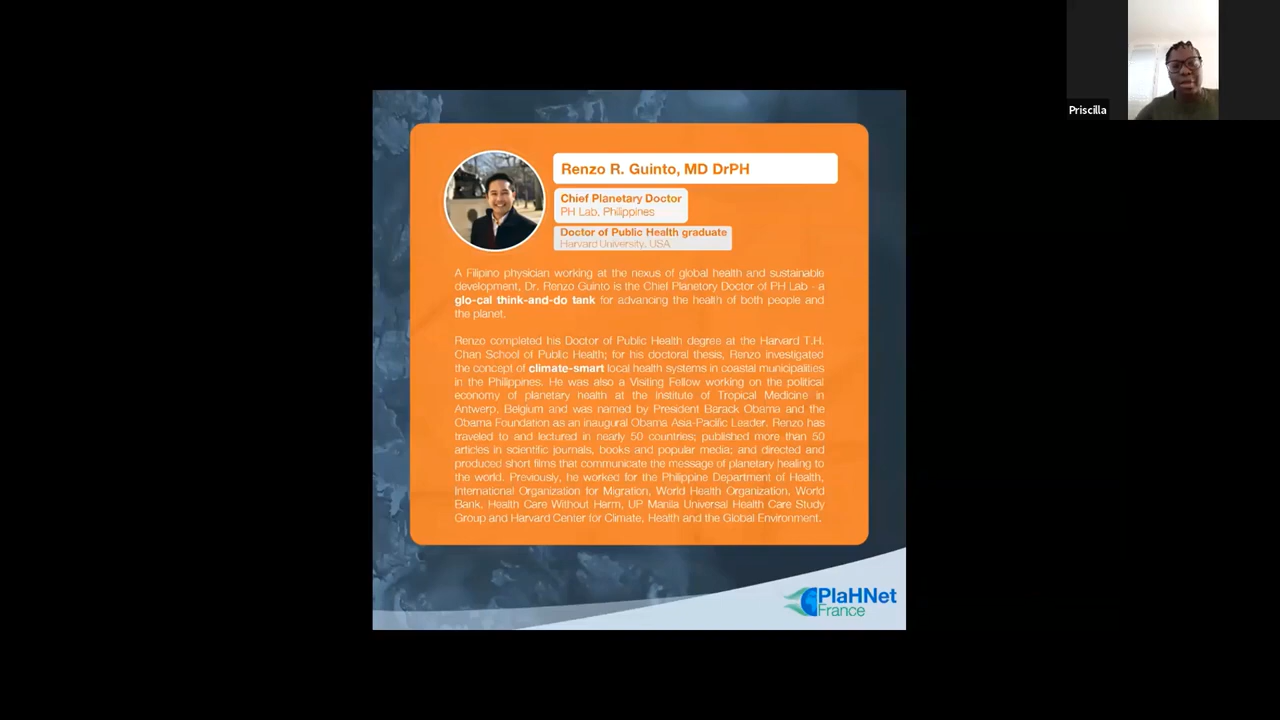 Priscilla
Renzo R. Guinto, MD DrPH
Chief Planetary Doctor
PH Lab, Philippines
Doctor of Public Health graduate
Harvard University, USA
A Filipino physician working at the nexus of global health and sustainable
development, Dr. Renzo Guinto is the Chief Planetory Doctor of PH Lab - a
glo-cal think-and-do tank for advancing the health of both people and
the planet.
Renzo completed his Doctor of Public Health degree at the Harvard T.H.
Chan School of Public Health; for his doctoral thesis, Renzo investigated
the concept of climate-smart local health systems in coastal municipalities
in the Philippines. He was also a Visiting Fellow working on the political
economy of planetary health at the Institute of Tropical Medicine in
Antwerp, Belgium and was named by President Barack Obama and the
Obama Foundation as an inaugural Obama Asia-Pacific Leader. Renzo has
traveled to and lectured in nearly 50 countries; published more than 50
articles in scientific journals, books and popular media; and directed and
produced short films that communicate the message of planetary healing to
the world. Previously, he worked for the Philippine Department of Health,
International Organization for Migration, World Health Organization, World
Bank, Health Care Without Harm, UP Manila Universal Health Care Study
Group and Harvard Center for Climate, Health and the Global Environment.
PlaHNet
France